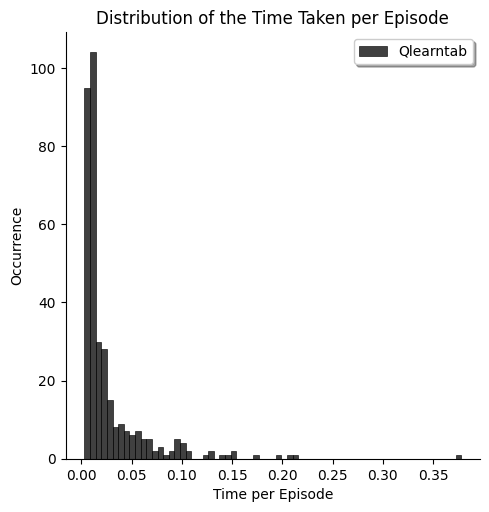 Distribution of the Time Taken per Episode
Qlearntab
100
80
60
40
20
0
Occurrence
0.00 0.05 0.10 0.15 0.20 0.25 0.30 0.35
Time per Episode